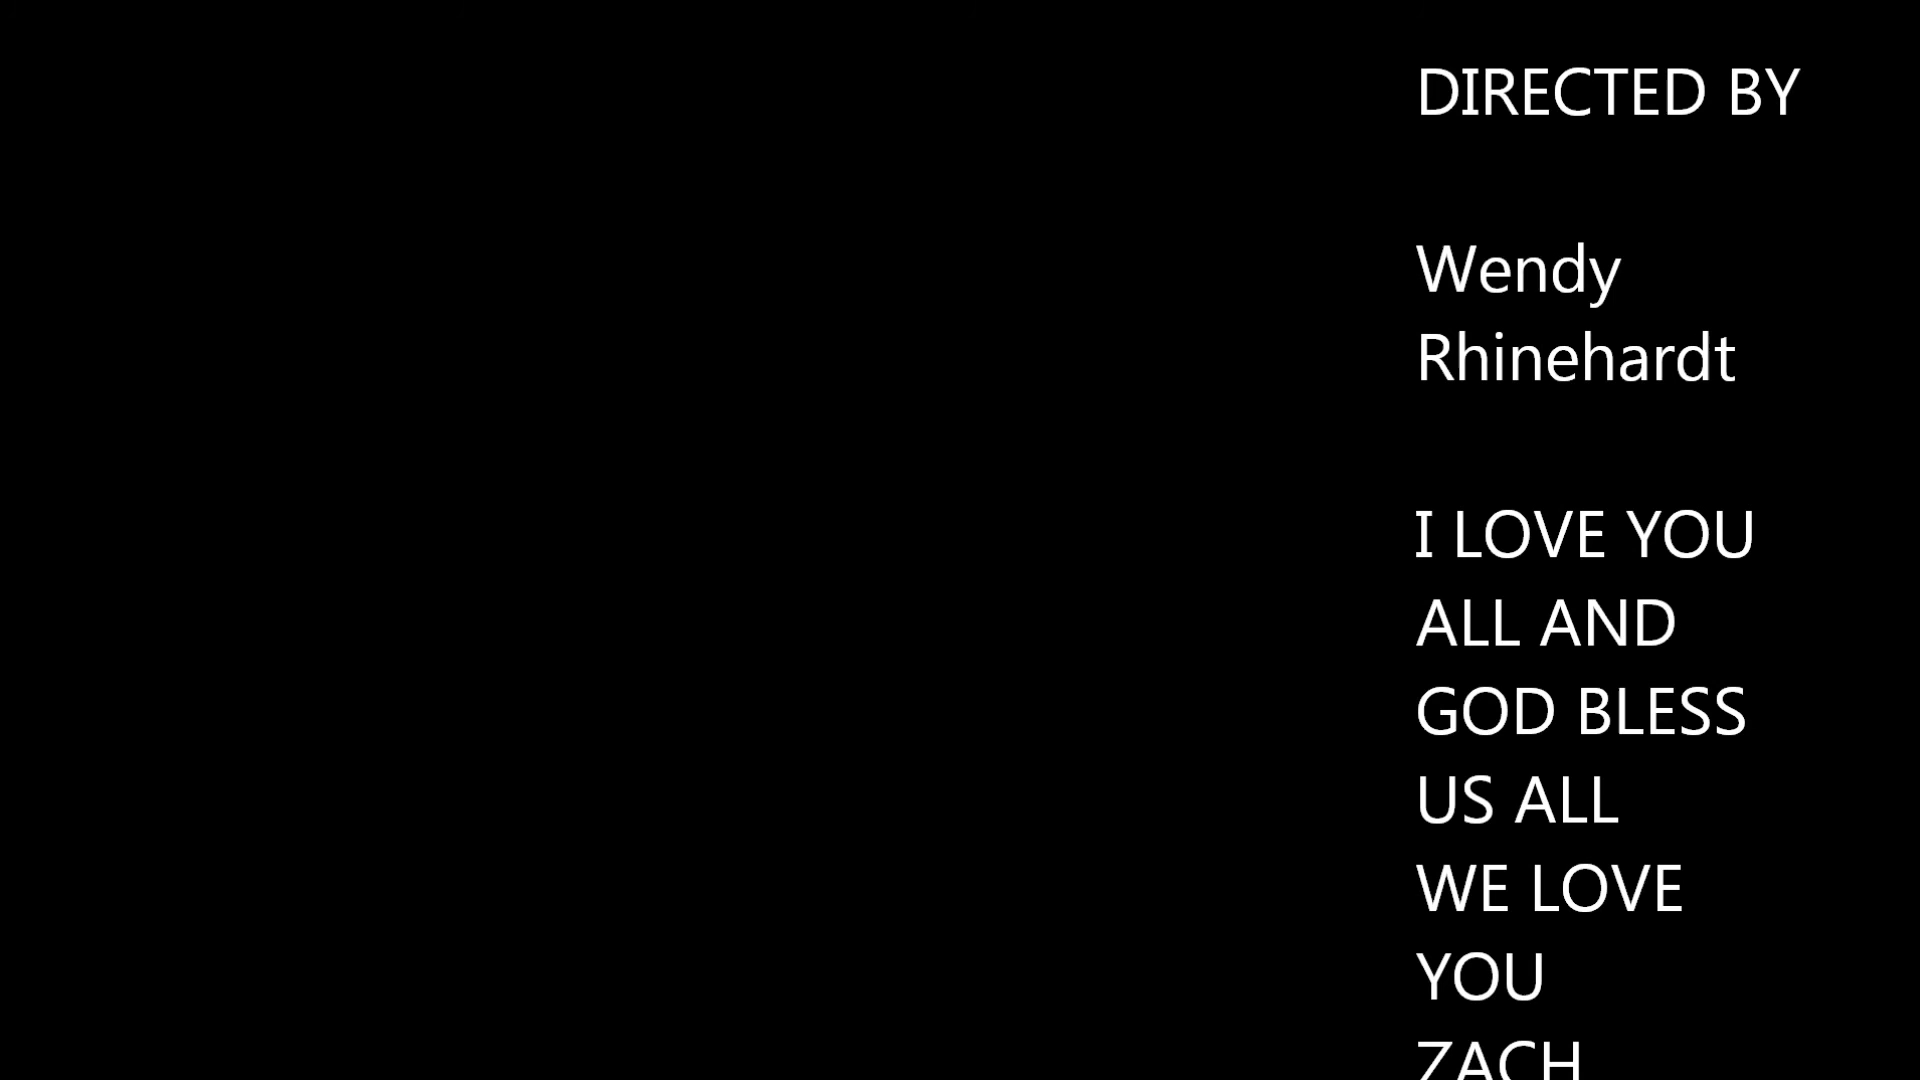 DIRECTED BY
Wendy
Rhinehardt
I LOVE YOU
ALL AND
GOD BLESS
US ALL
WE LOVE
YOU
ZACH